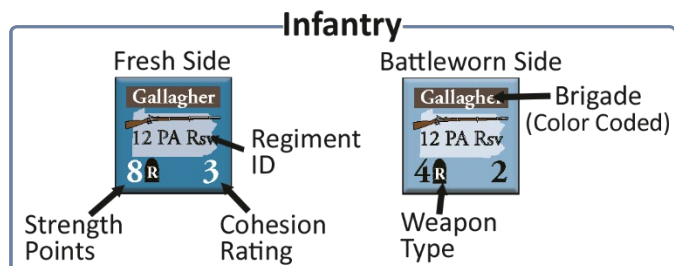 Infantry
Fresh Side
Battleworn Side
Gallagher
12 PA Rsv
8 R 3
Regiment
ID
Strength
Points
Cohesion
Rating
Gallagher
12 PA Rsv
4 R 2
Brigade
(Color Coded)
Weapon
Type